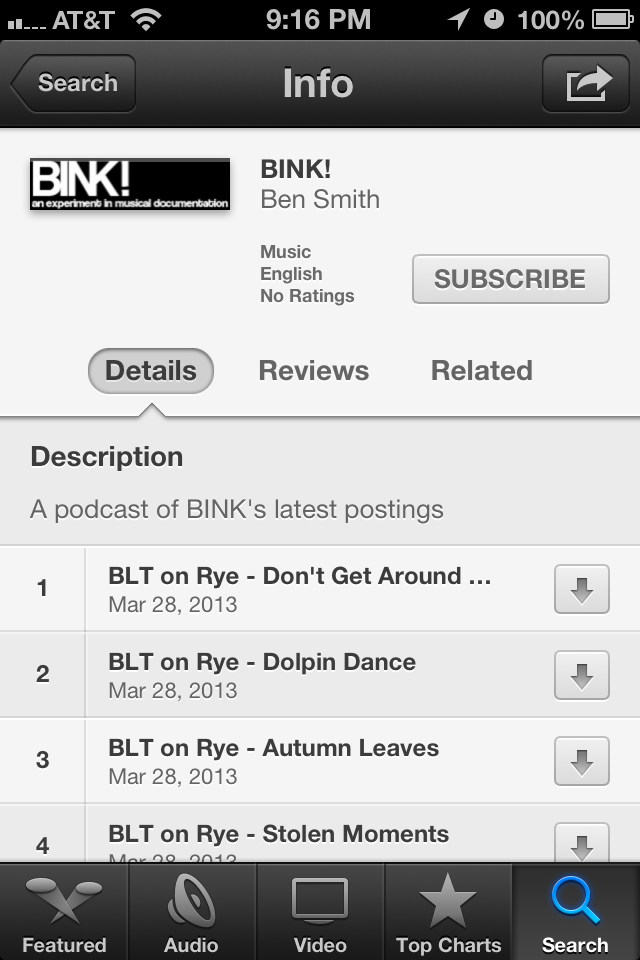 AT&T 9:16 PM 100%
Search Info
BINK!
an experiment in musical documentation
BINK!
Ben Smith
Music
English
No Ratings
SUBSCRIBE
Details Reviews Related
Description
A podcast of BINK's latest postings
1 BLT on Rye - Don't Get Around ...
Mar 28, 2013
2 BLT on Rye - Dolpin Dance
Mar 28, 2013
3 BLT on Rye - Autumn Leaves
Mar 28, 2013
4 BLT on Rye - Stolen Moments
Mar 28, 2013
Featured Audio Video Top Charts Search